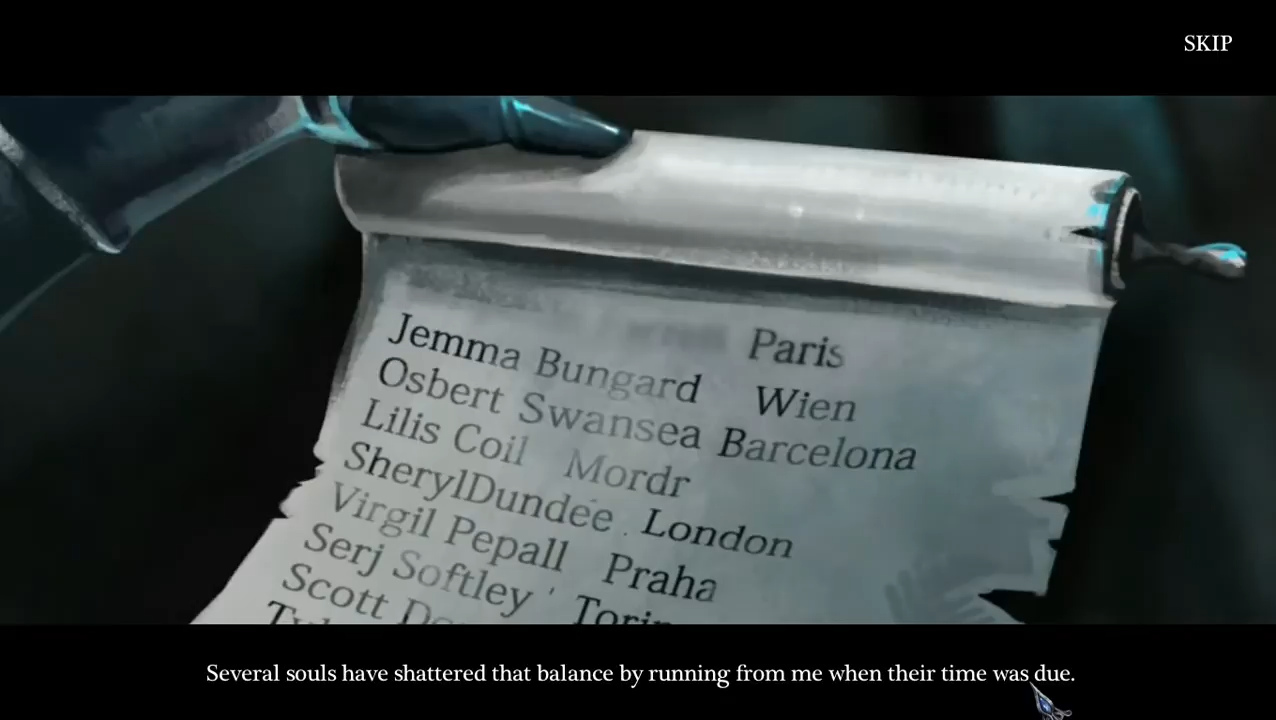 SKIP
Paris
Jemma Bungard Wien
Osbert Swansea Barcelona
Lilis Coil Mordr
SherylDundee London
Virgil Pepall Praha
Serj Softley
Scott
Several souls have shattered that balance by running from me when their time was due.